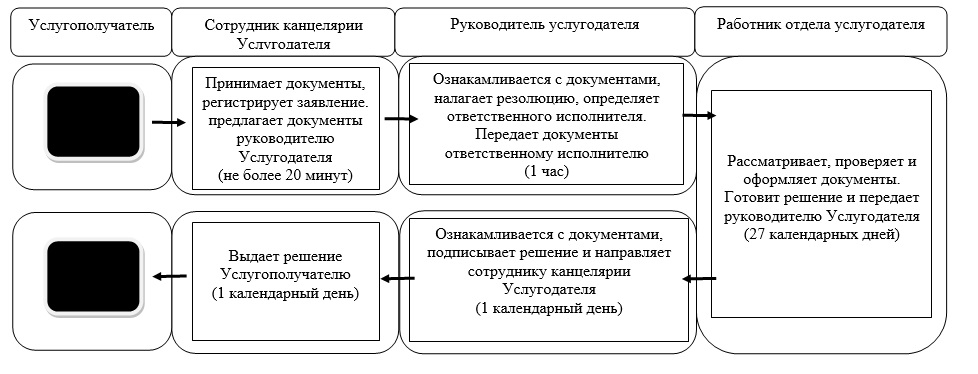 Услугополучатель
Сотрудник канцелярии
Услугодателя
Руководитель услугодателя
Работник отдела услугодателя
Принимает документы,
регистрирует заявление.
предлагает документы
руководителю
Услугодателя
(не более 20 минут)
Ознакамливается с документами,
налагает резолюцию, определяет
ответственного исполнителя.
Передает документы
ответственному исполнителю
(1 час)
Рассматривает, проверяет и
оформляет документы.
Готовит решение и передает
руководителю Услугодателя
(27 календарных дней)
Выдает решение
Услугополучателю
(1 календарный день)
Ознакамливается с документами,
подписывает решение и направляет
сотруднику канцелярии
Услугодателя
(1 календарный день)